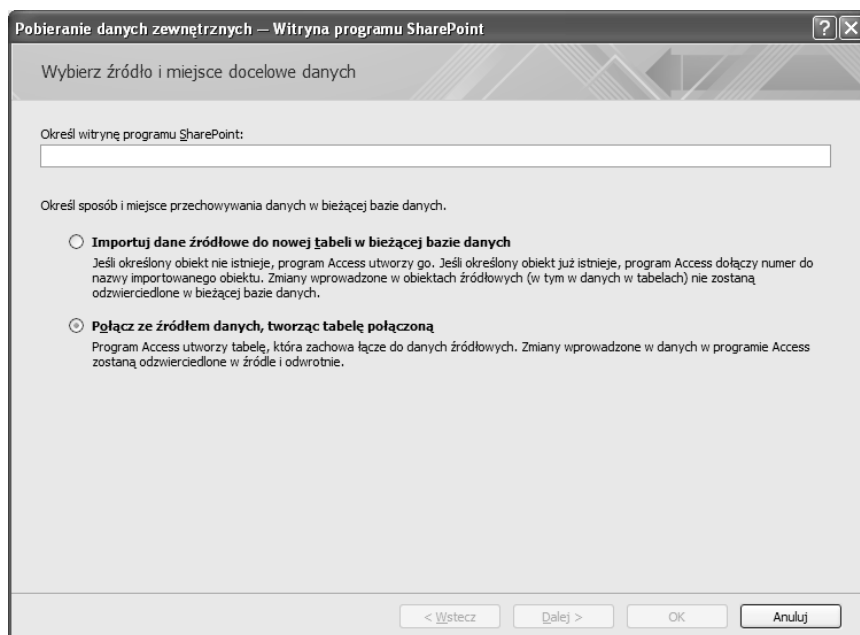 Pobieranie danych zewnętrznych — Witryna programu SharePoint
Wybierz źródło i miejsce docelowe danych
Określ witrynę programu SharePoint:
Określ sposób i miejsce przechowywania danych w bieżącej bazie danych.
Importuj dane źródłowe do nowej tabeli w bieżącej bazie danych
Jeśli określony obiekt nie istnieje, program Access utworzy go. Jeśli określony obiekt już istnieje, program Access dołączy numer do
nazwy importowanego obiektu. Zmiany wprowadzone w obiektach źródłowych (w tym w danych w tabelach) nie zostaną
odzwierciedlone w bieżącej bazie danych.
Połącz ze źródłem danych, tworząc tabelę połączoną
Program Access utworzy tabelę, która zachowa łącze do danych źródłowych. Zmiany wprowadzone w danych w programie Access
zostaną odzwierciedlone w źródle i odwrotnie.
< Wstecz Dalej > OK Anuluj